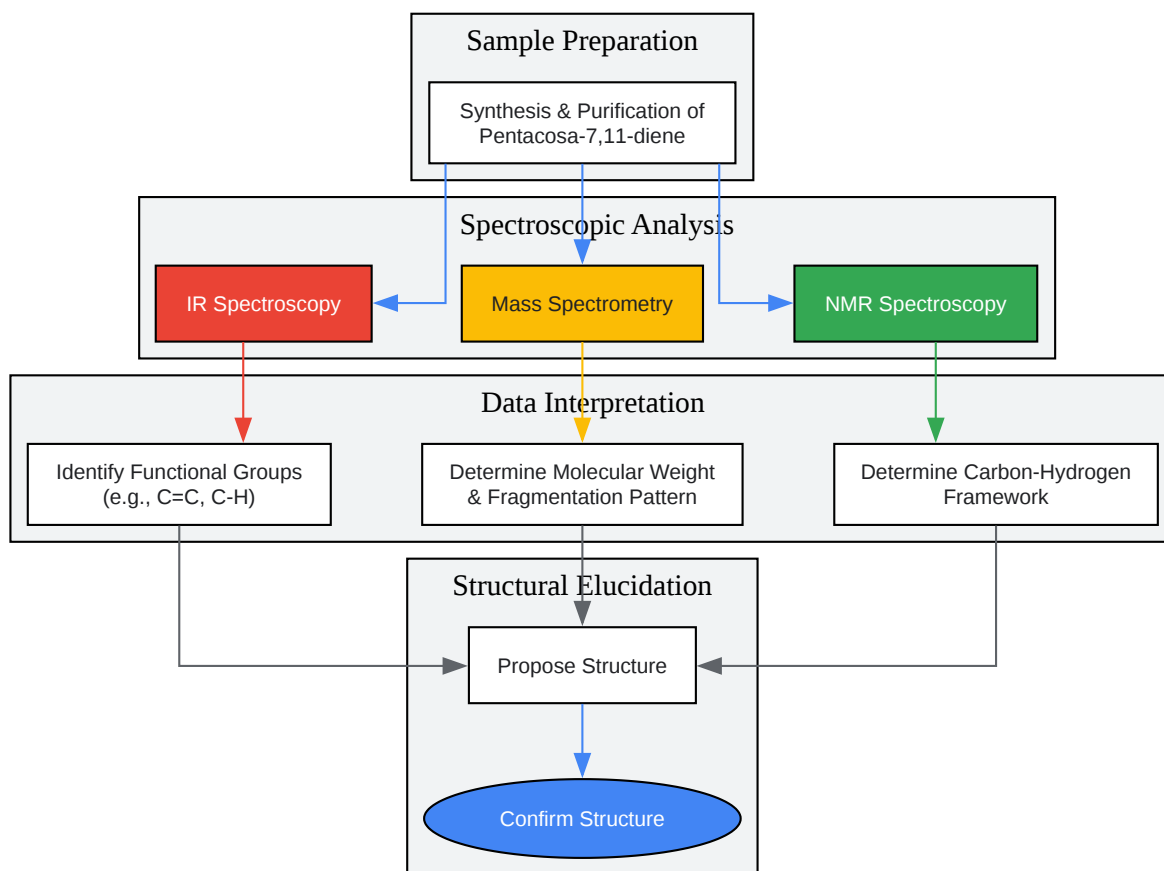 Sample Preparation
Synthesis & Purification of
Pentacosa-7,11-diene
Spectroscopic Analysis
IR Spectroscopy
Mass Spectrometry
NMR Spectroscopy
Data Interpretation
Identify Functional Groups
(e.g., C=C, C-H)
Determine Molecular Weight
& Fragmentation Pattern
Determine Carbon-Hydrogen
Framework
Structural Elucidation
Propose Structure
Confirm Structure